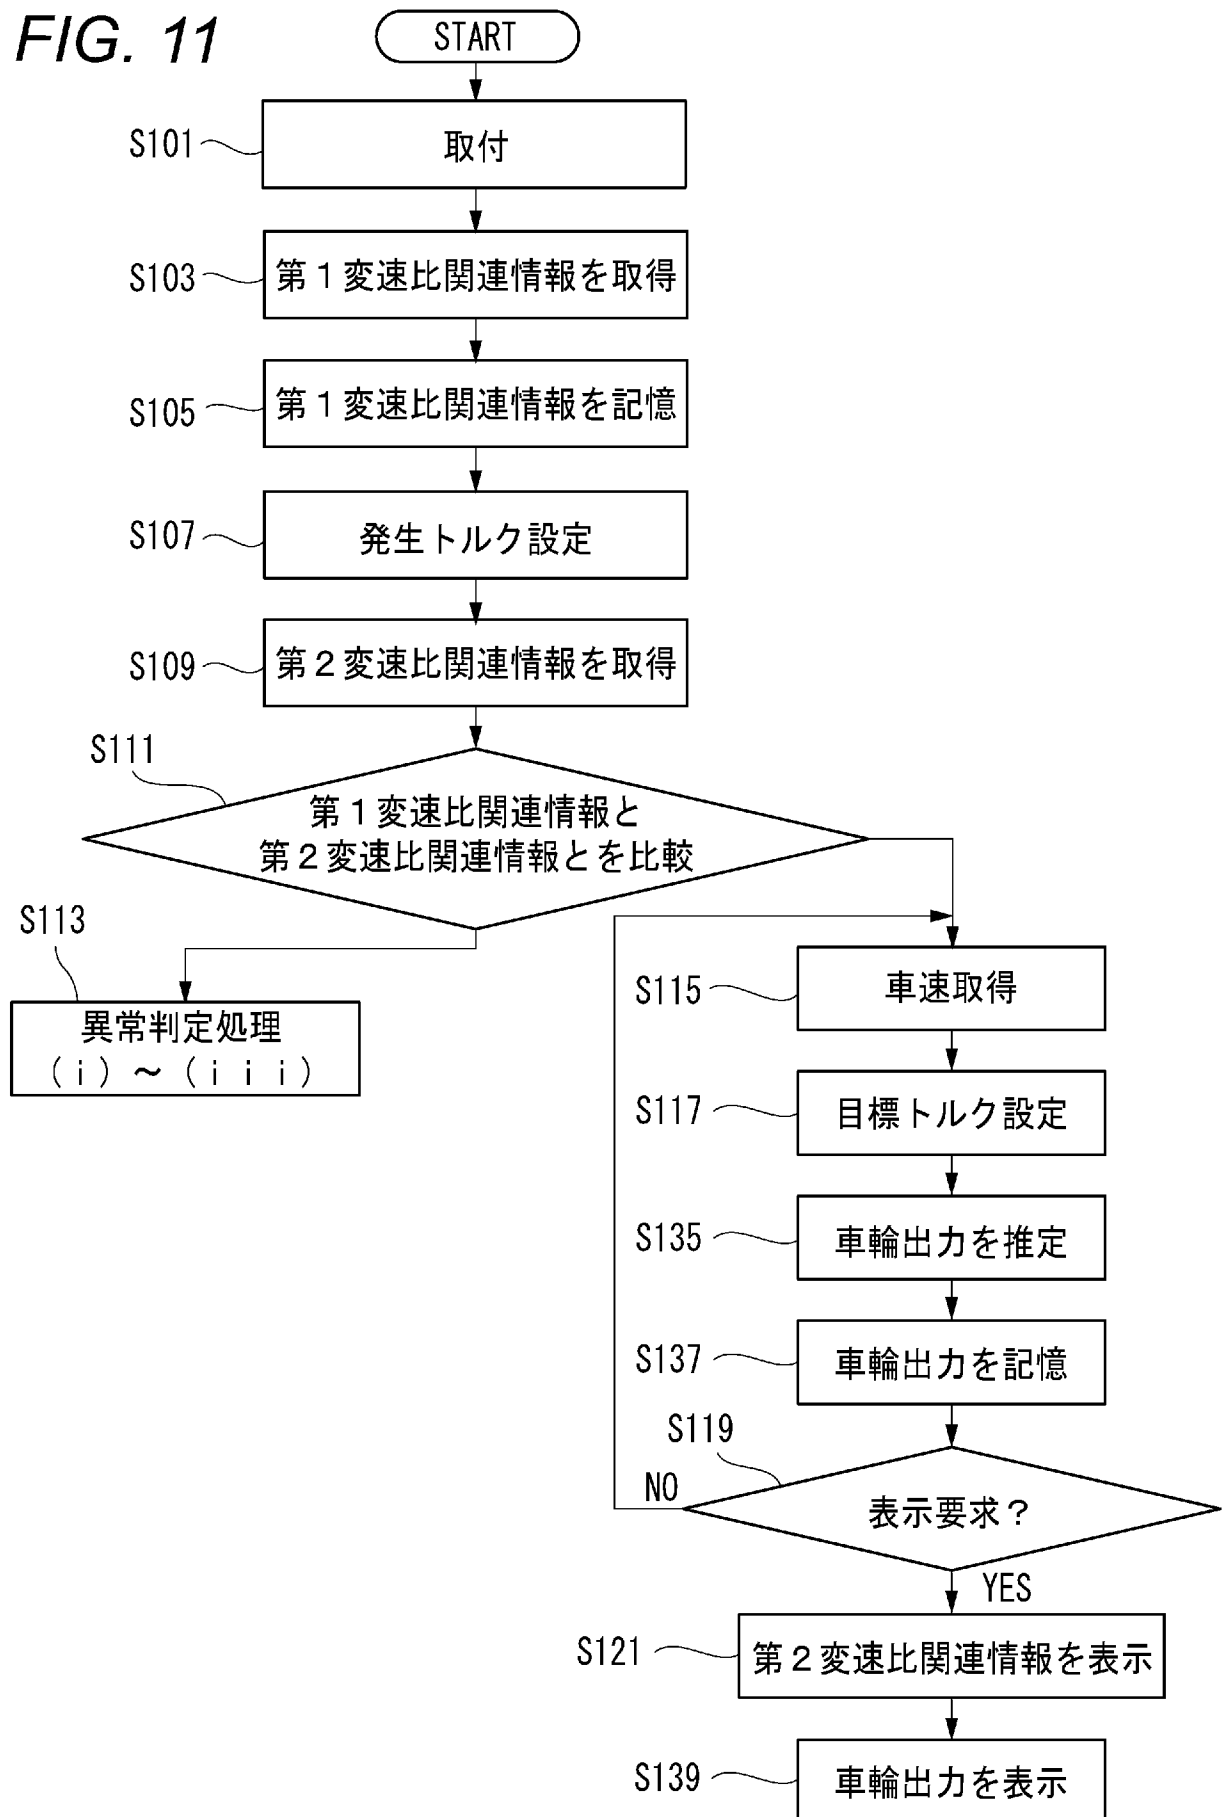 FIG. 11
START
S101
取付
S103
第１変速比関連情報を取得
S105
第１変速比関連情報を記憶
S107
発生トルク設定
S109
第２変速比関連情報を取得
S111
第１変速比関連情報と
第２変速比関連情報とを比較
S113
異常判定処理
（ｉ）～（ｉｉｉ）
S115
車速取得
S117
目標トルク設定
S135
車輪出力を推定
S137
車輪出力を記憶
S119
表示要求？
NO
YES
S121
第２変速比関連情報を表示
S139
車輪出力を表示